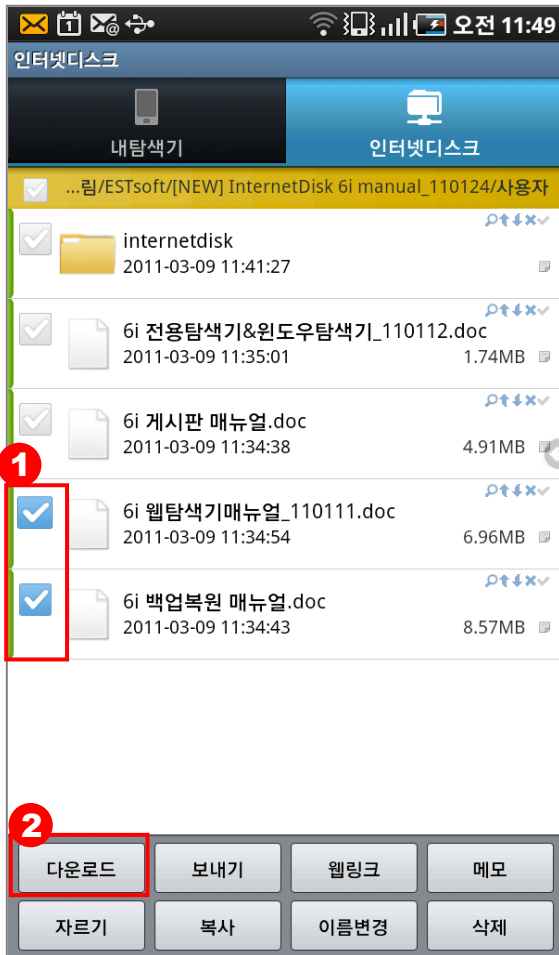 오전 11:49
인터넷디스크
내탐색기
인터넷디스크
...림/ESTsoft/[NEW] InternetDisk 6i manual_110124/사용자
internetdisk
2011-03-09 11:41:27
6i 전용탐색기&윈도우탐색기_110112.doc
2011-03-09 11:35:01 1.74MB
6i 게시판 매뉴얼.doc
2011-03-09 11:34:38 4.91MB
1
6i 웹탐색기매뉴얼_110111.doc
2011-03-09 11:34:54 6.96MB
6i 백업복원 매뉴얼.doc
2011-03-09 11:34:43 8.57MB
2
다운로드 보내기 웹링크 메모
자르기 복사 이름변경 삭제